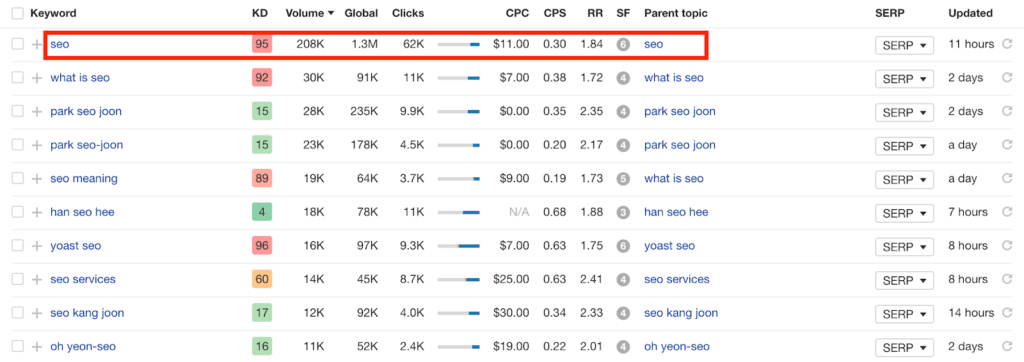 Keyword KD Volume Global Clicks CPC CPS RR SF Parent topic SERP Updated
seo 95 208K 1.3M 62K $11.00 0.30 1.84 6 seo SERP 11 hours
what is seo 92 30K 91K 11K $7.00 0.38 1.72 4 what is seo SERP 2 days
park seo joon 15 28K 235K 9.9K $0.00 0.35 2.35 4 park seo joon SERP 2 days
park seo-joon 15 23K 178K 4.5K $0.00 0.20 2.17 4 park seo joon SERP a day
seo meaning 89 19K 64K 3.7K $9.00 0.19 1.73 5 what is seo SERP a day
han seo hee 4 18K 78K 11K N/A 0.68 1.88 3 han seo hee SERP 7 hours
yoast seo 96 16K 97K 9.3K $7.00 0.63 1.75 6 yoast seo SERP 8 hours
seo services 60 14K 45K 8.7K $25.00 0.63 2.41 4 seo services SERP 8 hours
seo kang joon 17 12K 92K 4.0K $30.00 0.34 2.33 4 seo kang joon SERP 14 hours
oh yeon-seo 16 11K 52K 2.4K $19.00 0.22 2.01 4 oh yeon-seo SERP 2 days